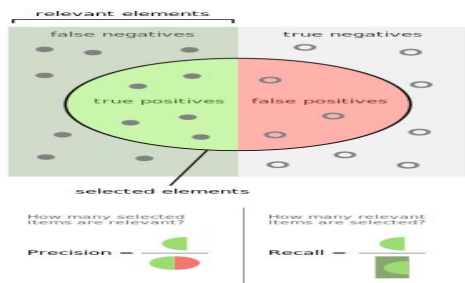 relevant elements
false negatives
true negatives
true positives
false positives
selected elements
How many selected
items are relevant?
How many relevant
items are selected?
Precision =
Recall =